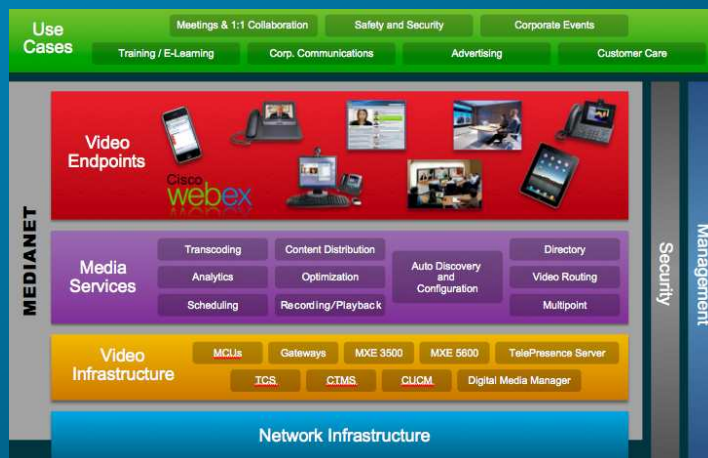 Use
Cases
Meetings & 1:1 Collaboration
Safety and Security
Corporate Events
Training / E-Learning
Corp. Communications
Advertising
Customer Care
MEDIANET
Video
Endpoints
Cisco
webex
Media
Services
Transcoding
Content Distribution
Auto Discovery
and
Configuration
Directory
Analytics
Optimization
Video Routing
Scheduling
Recording/Playback
Multipoint
Video
Infrastructure
MCUs
Gateways
MXE 3500
MXE 5600
TelePresence Server
TCS
CTMS
CUCM
Digital Media Manager
Network Infrastructure
Security
Management